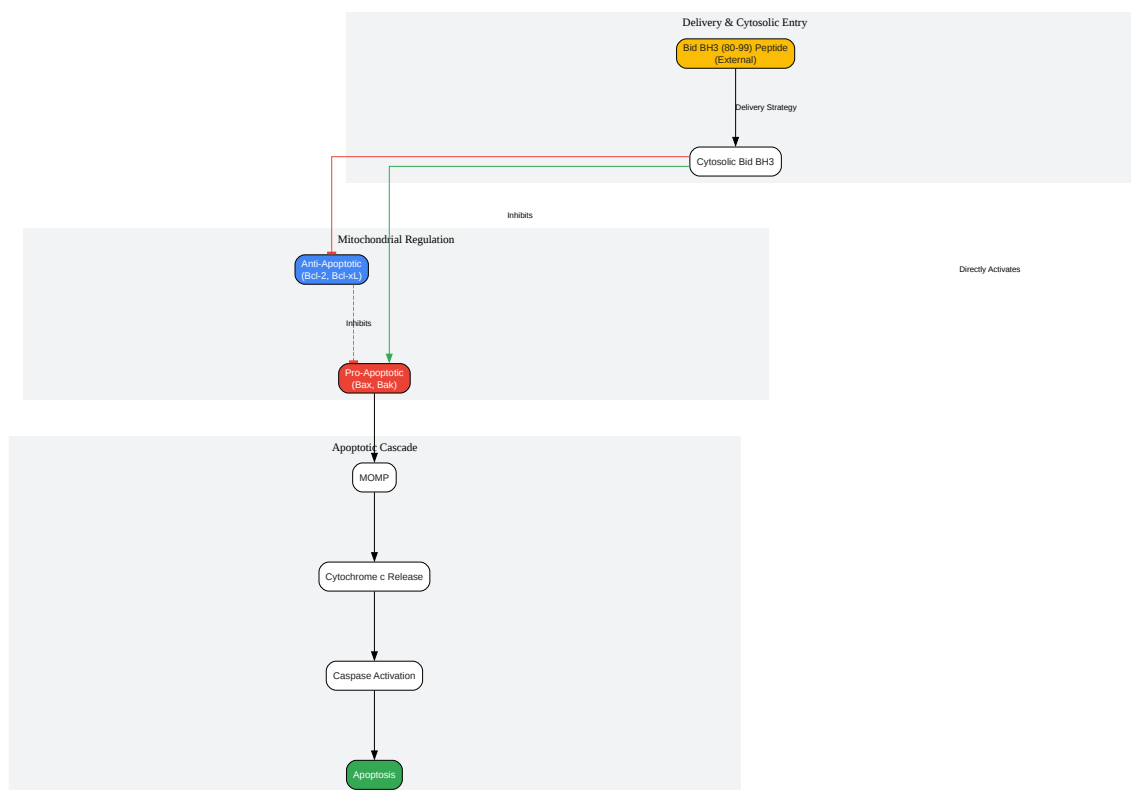 Delivery & Cytosolic Entry
Bid BH3 (80-99) Peptide
(External)
Delivery Strategy
Cytosolic Bid BH3
Inhibits
Mitochondrial Regulation
Anti-Apoptotic
(Bcl-2, Bcl-xL)
Directly Activates
Inhibits
Pro-Apoptotic
(Bax, Bak)
Apoptotic Cascade
MOMP
Cytochrome c Release
Caspase Activation
Apoptosis